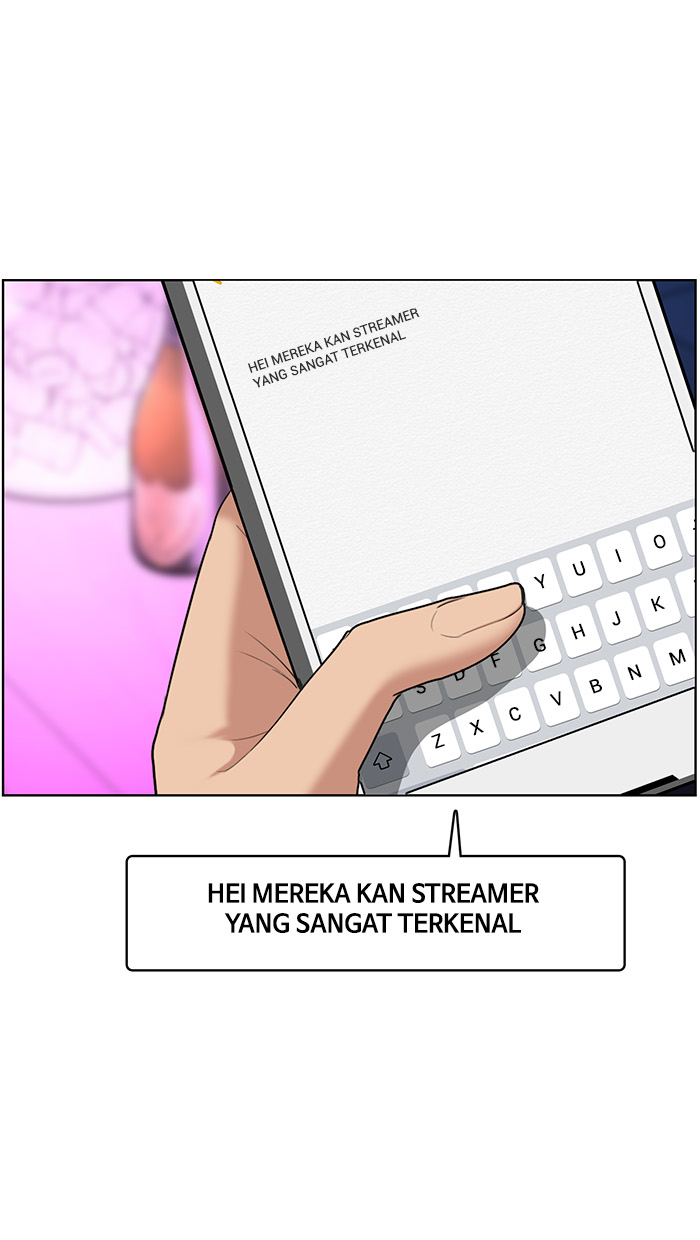 HEI MEREKA KAN STREAMER
YANG SANGAT TERKENAL
Y U I O
S D F G H J K
Z X C V B N M
HEI MEREKA KAN STREAMER
YANG SANGAT TERKENAL